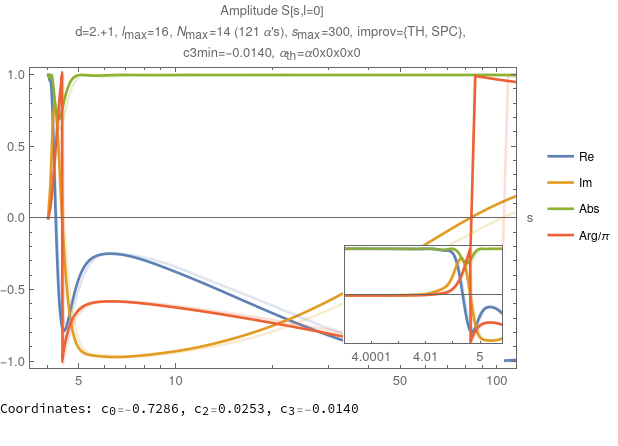 Amplitude S[s,l=0]
d=2.+1, lmax=16, Nmax=14 (121 α's), smax=300, improv={TH, SPC},
c3min=-0.0140, αth=α0x0x0x0
1.0
0.5
0.0
-0.5
-1.0
s
Re
Im
Abs
Arg/π
4.0001 4.01 5
5 10 50 100
Coordinates: c0=-0.7286, c2=0.0253, c3=-0.0140